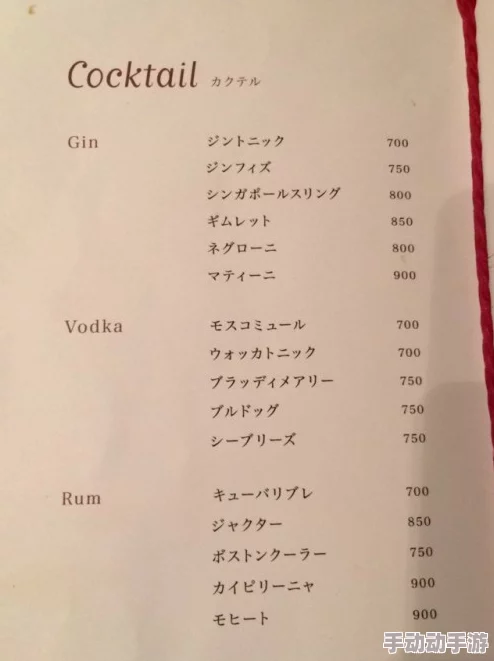 Cocktail カクテル
Gin ジントニック 700
ジンフィズ 750
シンガポールスリング 800
ギムレット 850
ネグローニ 800
マティーニ 900
Vodka モスコミュール 700
ウォッカトニック 700
ブラッディメアリー 750
ブルドッグ 750
シーブリーズ 750
Rum キューバリブレ 700
ジャクター 850
ボストンクーラー 750
カイピリーニャ 900
モヒート 900
手动动手游